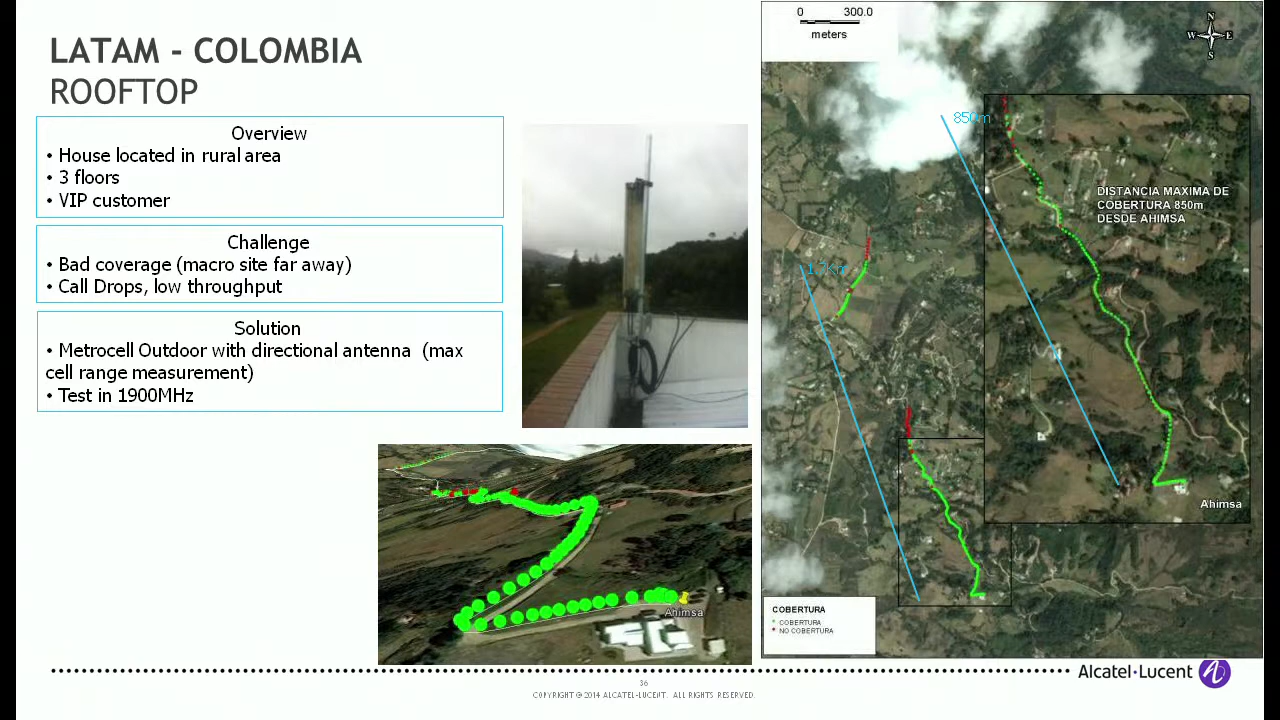 LATAM - COLOMBIA
ROOFTOP
Overview
• House located in rural area
• 3 floors
• VIP customer
Challenge
• Bad coverage (macro site far away)
• Call Drops, low throughput
Solution
• Metrocell Outdoor with directional antenna (max
cell range measurement)
• Test in 1900MHz
Ahimsa
0 300.0
meters
N
W E
S
850m
DISTANCIA MAXIMA DE
COBERTURA 850m
DESDE AHIMSA
1.7Km
Ahimsa
COBERTURA
COBERTURA
NO COBERTURA
Alcatel·Lucent
36
COPYRIGHT © 2014 ALCATEL-LUCENT. ALL RIGHTS RESERVED.